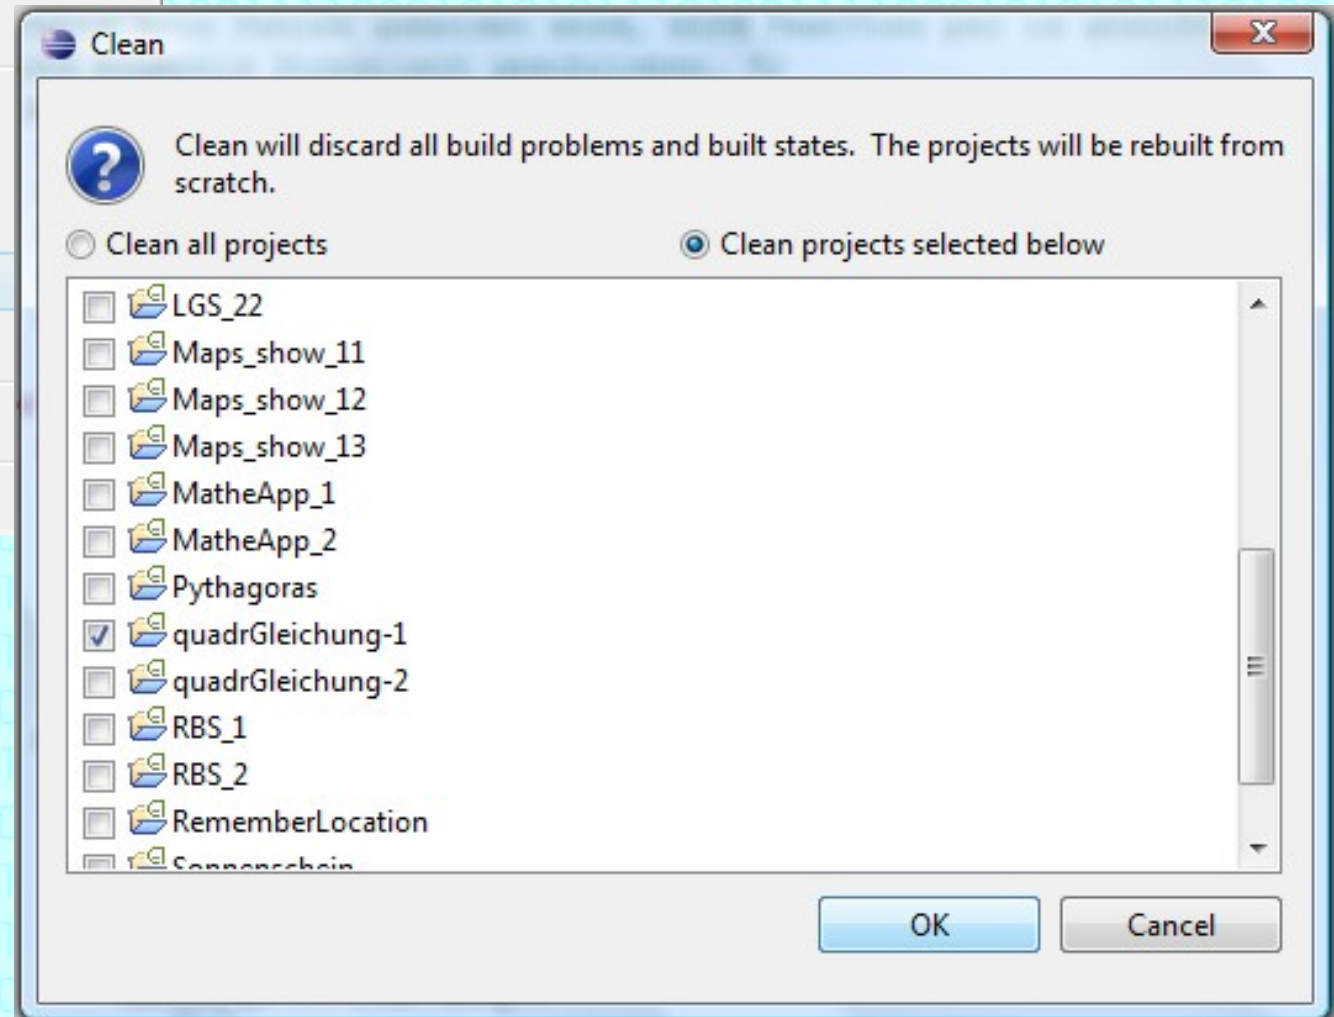 Clean
Clean will discard all build problems and built states. The projects will be rebuilt from
scratch.
Clean all projects
Clean projects selected below
LGS_22
Maps_show_11
Maps_show_12
Maps_show_13
MatheApp_1
MatheApp_2
Pythagoras
quadrGleichung-1
quadrGleichung-2
RBS_1
RBS_2
RememberLocation
Sonnenschein
OK
Cancel